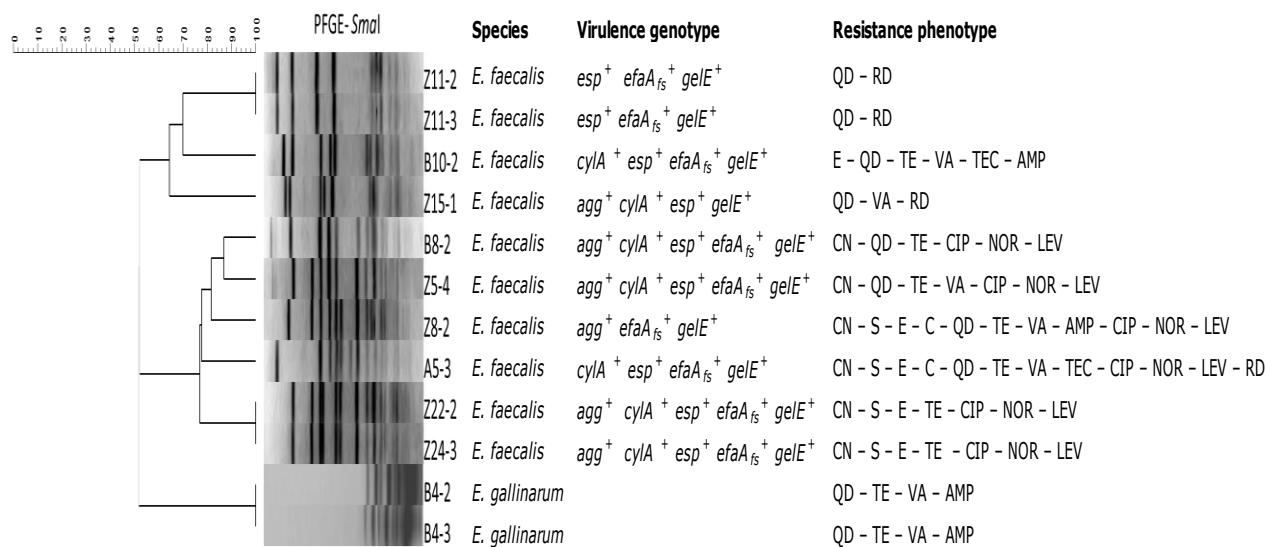 0 10 20 30 40 50 60 70 80 90 100
PFGE-SmaI Species Virulence genotype Resistance phenotype
Z11-2 E. faecalis esp+ efaAfs+ gelE+ QD – RD
Z11-3 E. faecalis esp+ efaAfs+ gelE+ QD – RD
B10-2 E. faecalis cylA + esp+ efaAfs+ gelE+ E – QD – TE – VA – TEC – AMP
Z15-1 E. faecalis agg+ cylA + esp+ gelE+ QD – VA – RD
B8-2 E. faecalis agg+ cylA + esp+ efaAfs+ gelE+ CN – QD – TE – CIP – NOR – LEV
Z5-4 E. faecalis agg+ cylA + esp+ efaAfs+ gelE+ CN – QD – TE – VA – CIP – NOR – LEV
Z8-2 E. faecalis agg+ efaAfs+ gelE+ CN – S – E – C – QD – TE – VA – AMP – CIP – NOR – LEV
A5-3 E. faecalis cylA + esp+ efaAfs+ gelE+ CN – S – E – C – QD – TE – VA – TEC – CIP – NOR – LEV – RD
Z22-2 E. faecalis agg+ cylA + esp+ efaAfs+ gelE+ CN – S – E – TE – CIP – NOR – LEV
Z24-3 E. faecalis agg+ cylA + esp+ efaAfs+ gelE+ CN – S – E – TE – CIP – NOR – LEV
B4-2 E. gallinarum QD – TE – VA – AMP
B4-3 E. gallinarum QD – TE – VA – AMP